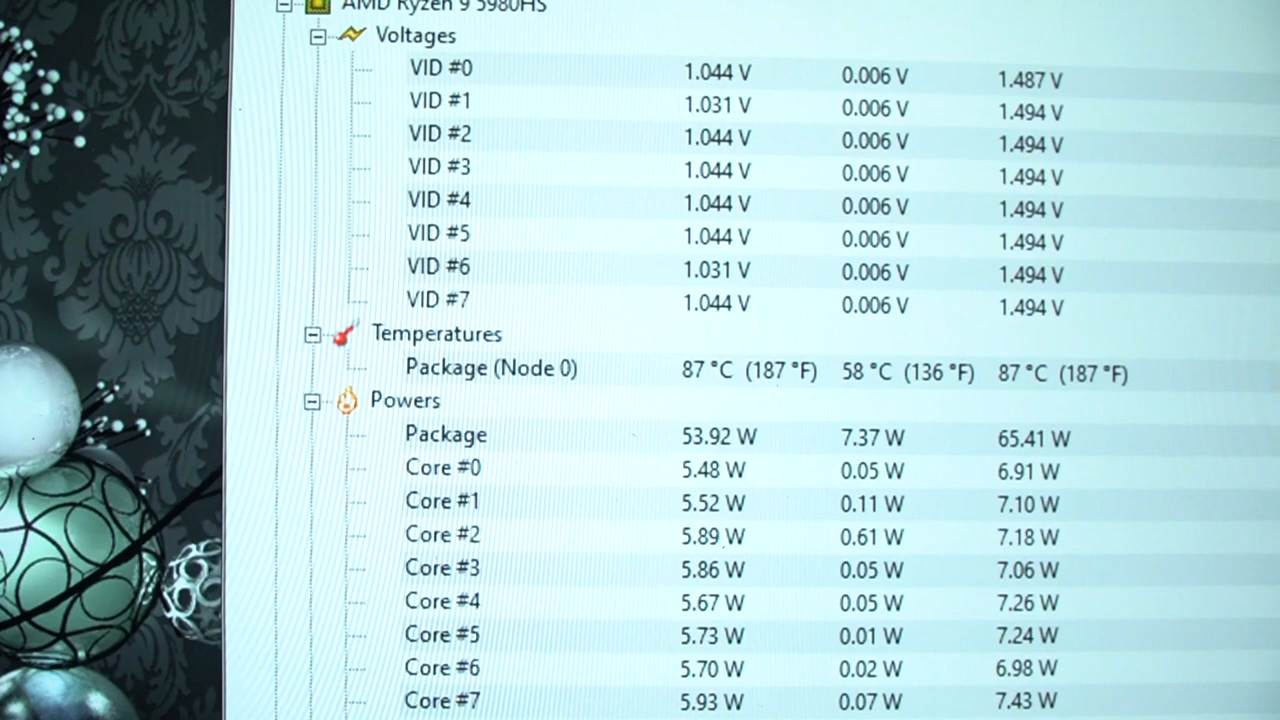 AMD Ryzen 9 5980HS
Voltages
VID #0 1.044 V 0.006 V 1.487 V
VID #1 1.031 V 0.006 V 1.494 V
VID #2 1.044 V 0.006 V 1.494 V
VID #3 1.044 V 0.006 V 1.494 V
VID #4 1.044 V 0.006 V 1.494 V
VID #5 1.044 V 0.006 V 1.494 V
VID #6 1.031 V 0.006 V 1.494 V
VID #7 1.044 V 0.006 V 1.494 V
Temperatures
Package (Node 0) 87 °C (187 °F) 58 °C (136 °F) 87 °C (187 °F)
Powers
Package 53.92 W 7.37 W 65.41 W
Core #0 5.48 W 0.05 W 6.91 W
Core #1 5.52 W 0.11 W 7.10 W
Core #2 5.89 W 0.61 W 7.18 W
Core #3 5.86 W 0.05 W 7.06 W
Core #4 5.67 W 0.05 W 7.26 W
Core #5 5.73 W 0.01 W 7.24 W
Core #6 5.70 W 0.02 W 6.98 W
Core #7 5.93 W 0.07 W 7.43 W